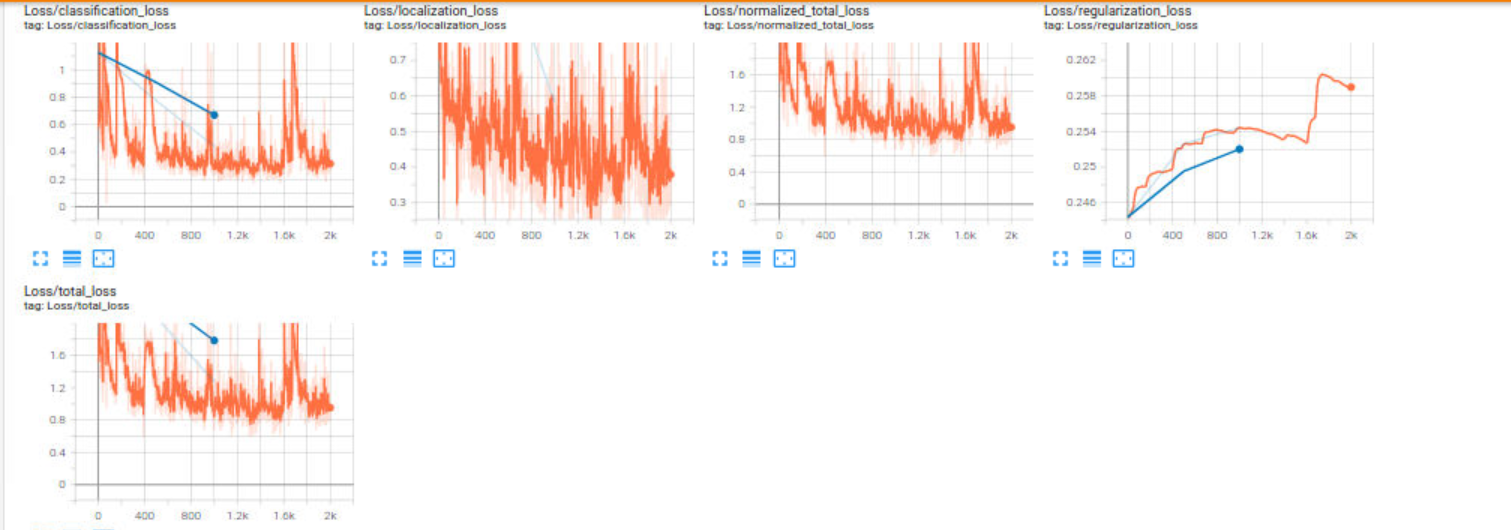 Loss/classification_loss
tag: Loss/classification_loss
1
0.8
0.6
0.4
0.2
0
0 400 800 1.2k 1.6k 2k
Loss/localization_loss
tag: Loss/localization_loss
0.7
0.6
0.5
0.4
0.3
0 400 800 1.2k 1.6k 2k
Loss/normalized_total_loss
tag: Loss/normalized_total_loss
1.6
1.2
0.8
0.4
0
0 400 800 1.2k 1.6k 2k
Loss/regularization_loss
tag: Loss/regularization_loss
0.262
0.258
0.254
0.25
0.246
0 400 800 1.2k 1.6k 2k
Loss/total_loss
tag: Loss/total_loss
1.6
1.2
0.8
0.4
0
0 400 800 1.2k 1.6k 2k